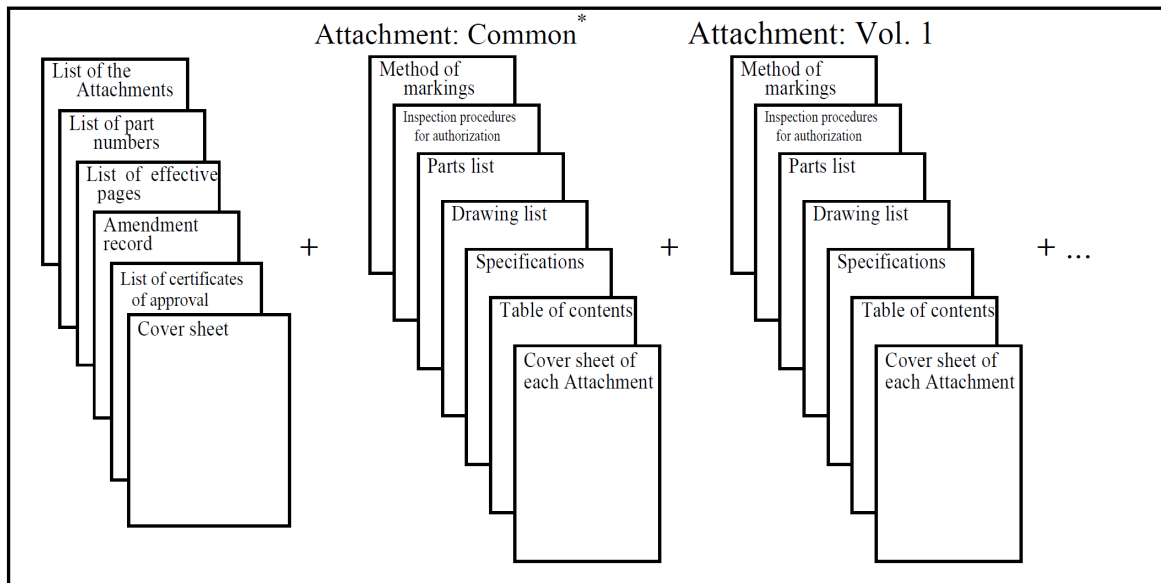 Attachment: Common*
Attachment: Vol. 1
List of the
Attachments
List of part
numbers
List of effective
pages
Amendment
record
List of certificates
of approval
Cover sheet
+
Method of
markings
Inspection procedures
for authorization
Parts list
Drawing list
Specifications
Table of contents
Cover sheet of
each Attachment
+
Method of
markings
Inspection procedures
for authorization
Parts list
Drawing list
Specifications
Table of contents
Cover sheet of
each Attachment
+ ...